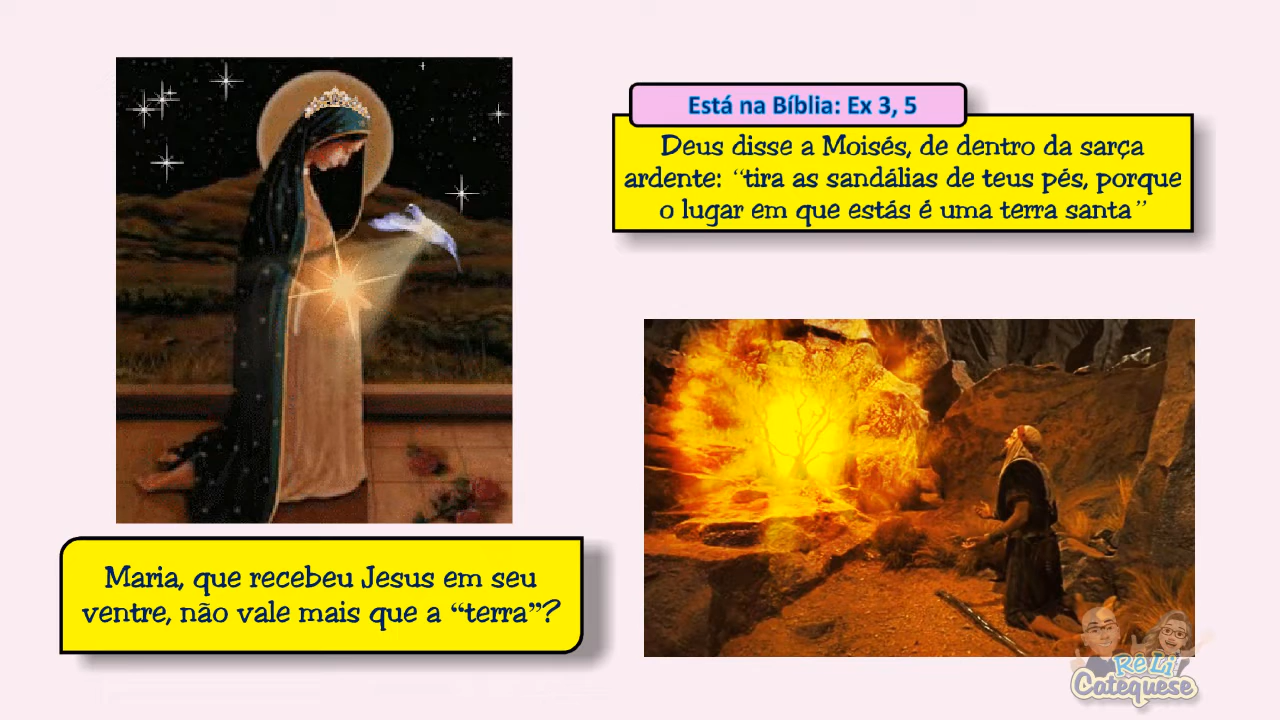 Está na Bíblia: Ex 3, 5
Deus disse a Moisés, de dentro da sarça
ardente: “tira as sandálias de teus pés, porque
o lugar em que estás é uma terra santa”
Maria, que recebeu Jesus em seu
ventre, não vale mais que a “terra”?
Rê Li
Catequese